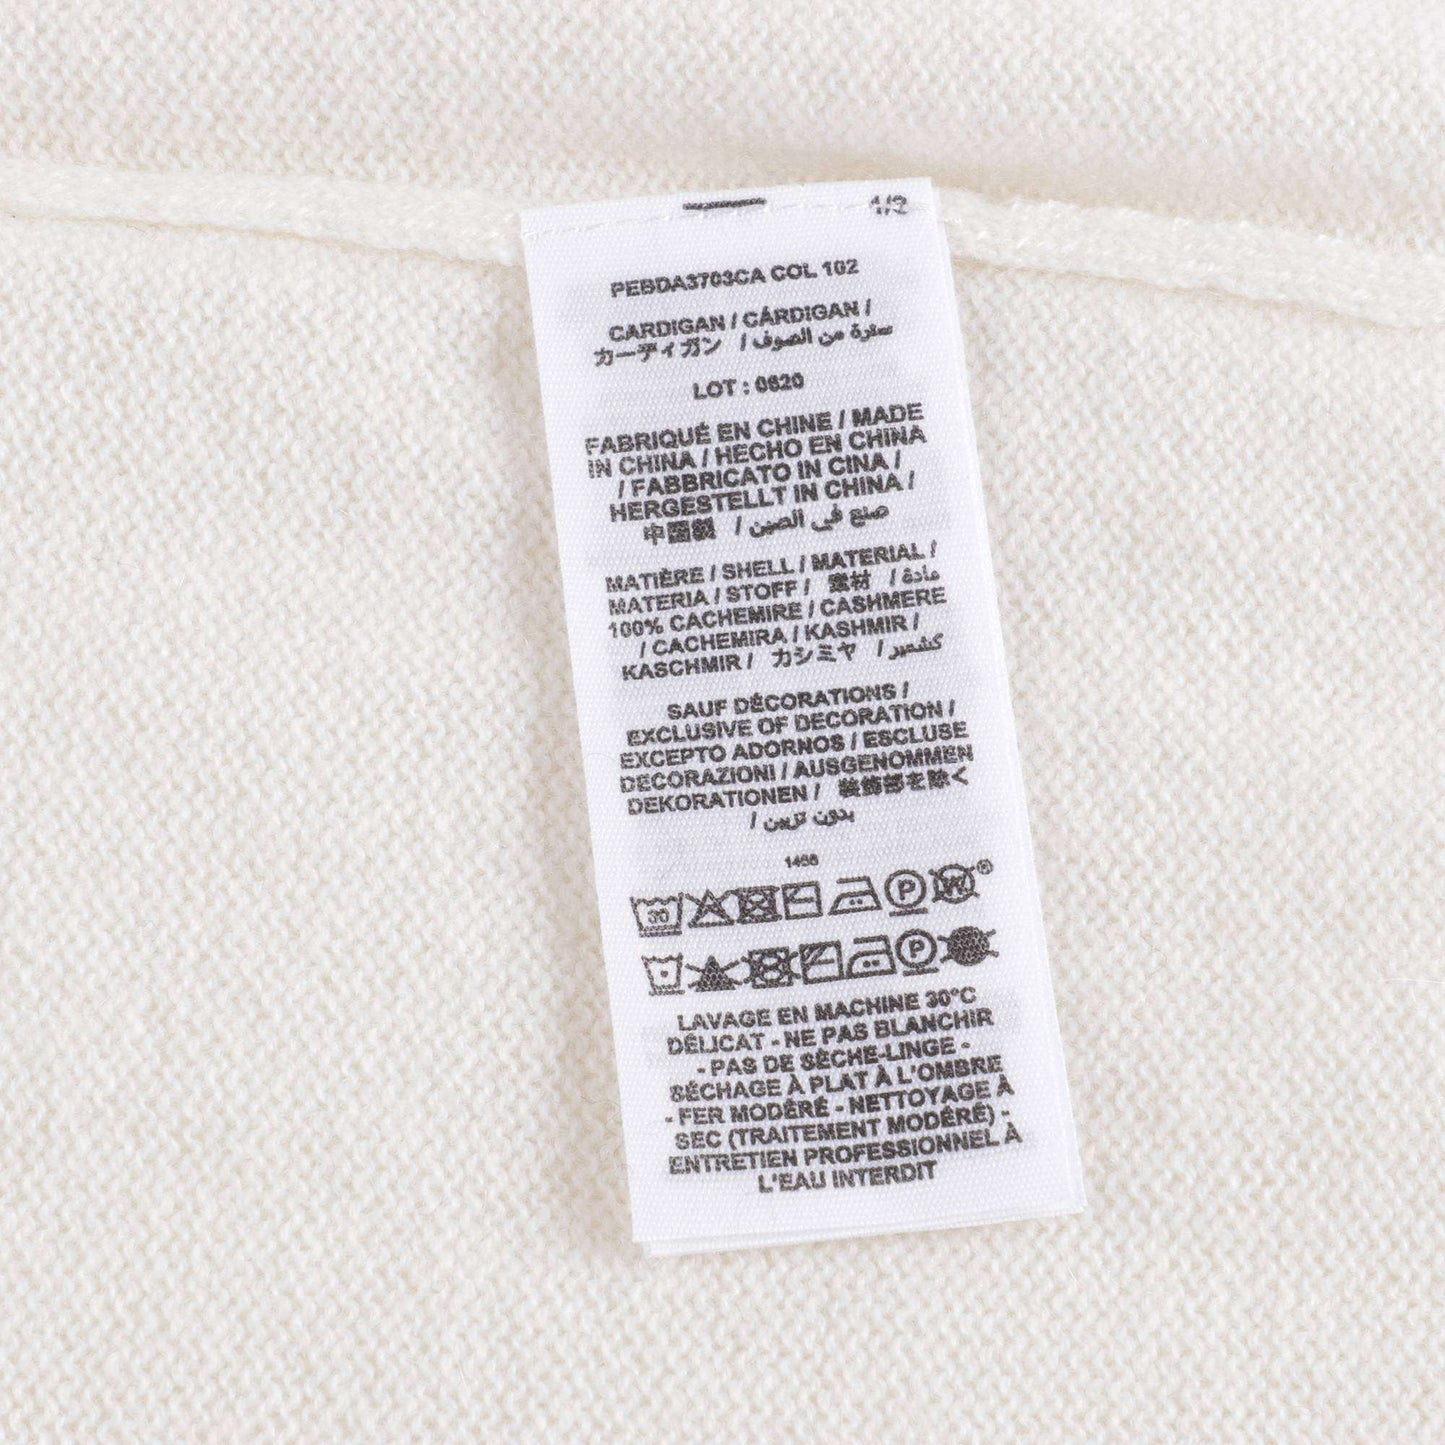 1/2
PEBDA3703CA COL 102
CARDIGAN / CÁRDIGAN /
カーディガン / سترة من الصوف
LOT : 0620
FABRIQUÉ EN CHINE / MADE
IN CHINA / HECHO EN CHINA
/ FABBRICATO IN CINA /
HERGESTELLT IN CHINA /
中国製 / صنع في الصين
MATIÈRE / SHELL / MATERIAL /
MATERIA / STOFF / 素材 / مادة
100% CACHEMIRE / CASHMERE
/ CACHEMIRA / KASHMIR /
KASCHMIR / カシミヤ / كشمير
SAUF DÉCORATIONS /
EXCLUSIVE OF DECORATION /
EXCEPTO ADORNOS / ESCLUSE
DECORAZIONI / AUSGENOMMEN
DEKORATIONEN / 装飾部を除く
/ بدون تزيين
1466
30 P W ®
P
LAVAGE EN MACHINE 30°C
DÉLICAT - NE PAS BLANCHIR
- PAS DE SÈCHE-LINGE -
SÉCHAGE À PLAT À L'OMBRE
- FER MODÉRÉ - NETTOYAGE À
SEC (TRAITEMENT MODÉRÉ) -
ENTRETIEN PROFESSIONNEL À
L'EAU INTERDIT